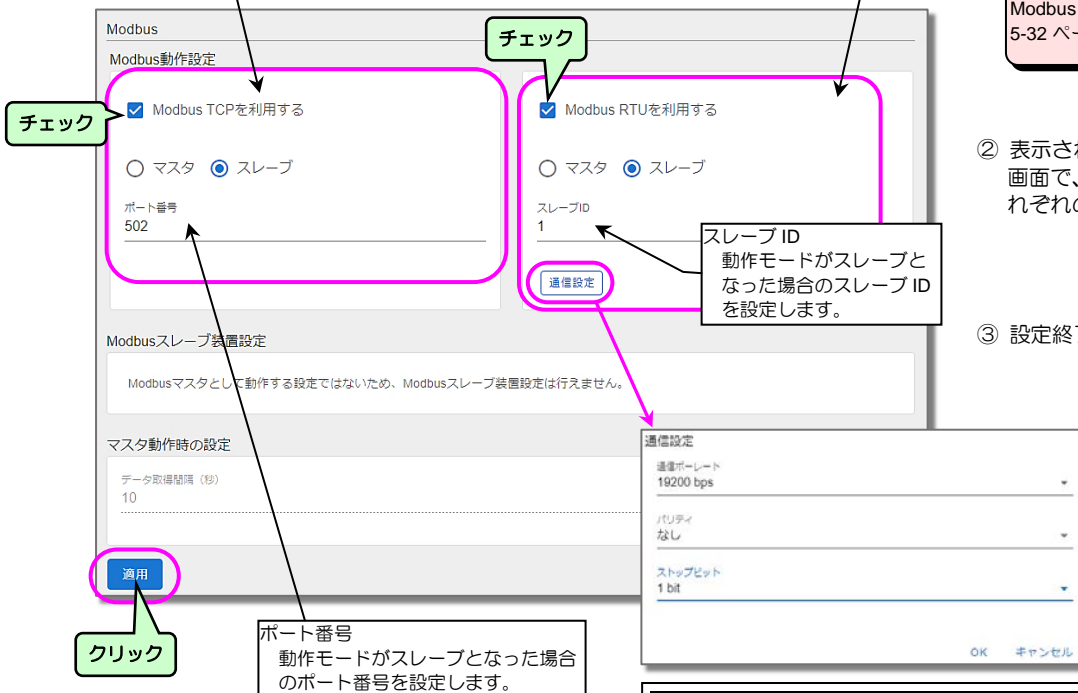 Modbus
Modbus動作設定
チェック
Modbus TCPを利用する
マスタ
スレーブ
ポート番号
502
チェック
Modbus RTUを利用する
マスタ
スレーブ
スレーブID
1
通信設定
スレーブ ID
動作モードがスレーブと
なった場合のスレーブ ID
を設定します。
Modbusスレーブ装置設定
Modbusマスタとして動作する設定ではないため、Modbusスレーブ装置設定は行えません。
マスタ動作時の設定
データ取得間隔（秒）
10
適用
クリック
ポート番号
動作モードがスレーブとなった場合
のポート番号を設定します。
通信設定
通信ボーレート
19200 bps
パリティ
なし
ストップビット
1 bit
OK
キャンセル
Modbus
5-32 ペー
② 表示され
画面で、
れぞれの
③ 設定終了